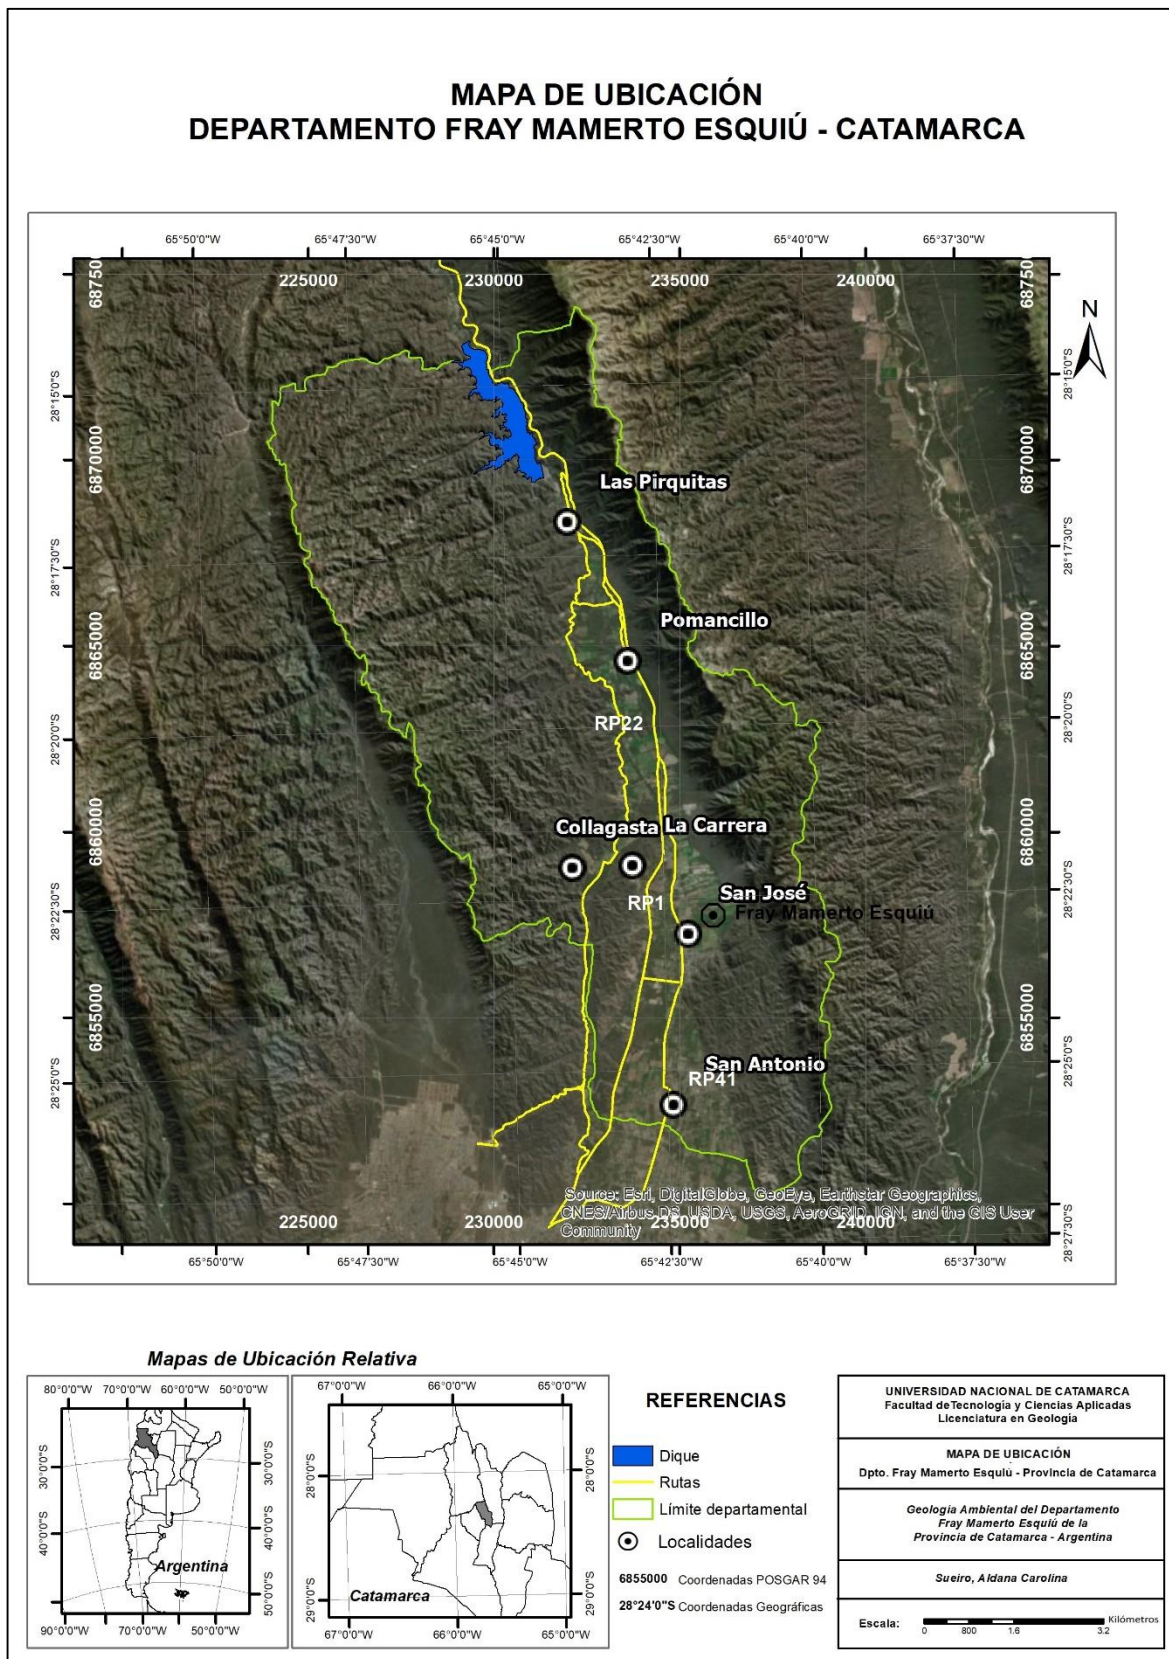 MAPA DE UBICACIÓN
DEPARTAMENTO FRAY MAMERTO ESQUIÚ - CATAMARCA
65°50'0"W 65°47'30"W 65°45'0"W 65°42'30"W 65°40'0"W 65°37'30"W
225000 230000 235000 240000
6875000 6875000
N
28°15'0"S 28°15'0"S
6870000 6870000
Las Pirquitas
28°17'30"S 28°17'30"S
Pomancillo
6865000 6865000
RP22
28°20'0"S 28°20'0"S
Collagasta La Carrera
6860000 6860000
28°22'30"S 28°22'30"S
RP1
San José
Fray Mamerto Esquiú
6855000 6855000
San Antonio
RP41
28°25'0"S 28°25'0"S
Source: Esri, DigitalGlobe, GeoEye, Earthstar Geographics,
CNES/Airbus DS, USDA, USGS, AeroGRID, IGN, and the GIS User
Community
225000 230000 235000 240000
28°27'30"S
65°50'0"W 65°47'30"W 65°45'0"W 65°42'30"W 65°40'0"W 65°37'30"W
Mapas de Ubicación Relativa
80°0'0"W 70°0'0"W 60°0'0"W 50°0'0"W
30°0'0"S 30°0'0"S
40°0'0"S 40°0'0"S
50°0'0"S
Argentina
90°0'0"W 70°0'0"W 50°0'0"W
67°0'0"W 66°0'0"W 65°0'0"W
28°0'0"S 28°0'0"S
Catamarca
29°0'0"S 29°0'0"S
67°0'0"W 66°0'0"W 65°0'0"W
REFERENCIAS
Dique
Rutas
Límite departamental
Localidades
6855000 Coordenadas POSGAR 94
28°24'0"S Coordenadas Geográficas
UNIVERSIDAD NACIONAL DE CATAMARCA
Facultad de Tecnología y Ciencias Aplicadas
Licenciatura en Geología
MAPA DE UBICACIÓN
Dpto. Fray Mamerto Esquiú - Provincia de Catamarca
Geología Ambiental del Departamento
Fray Mamerto Esquiú de la
Provincia de Catamarca - Argentina
Sueiro, Aldana Carolina
Escala:
Kilómetros
0 800 1.6 3.2